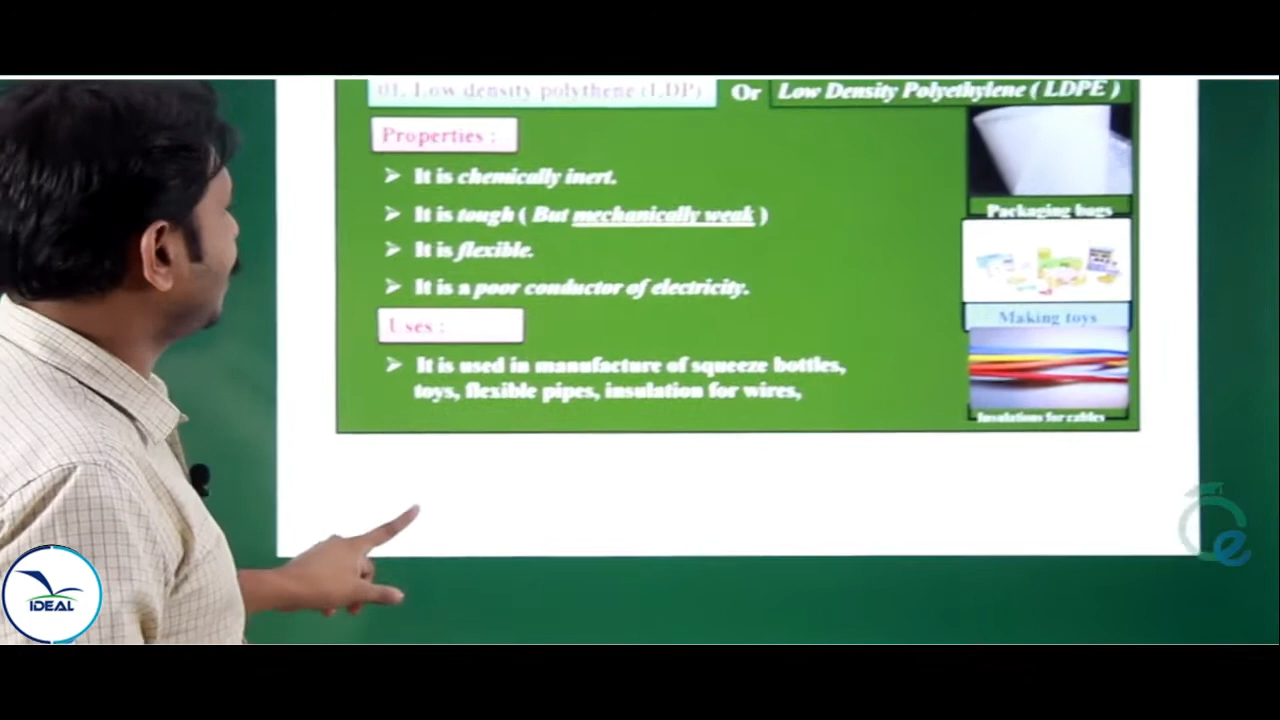 01. Low density polythene (LDP) Or Low Density Polyethylene ( LDPE )
Properties :
➢ It is chemically inert.
➢ It is tough ( But mechanically weak )
➢ It is flexible.
➢ It is a poor conductor of electricity.
Uses :
➢ It is used in manufacture of squeeze bottles,
toys, flexible pipes, insulation for wires,
Packaging bags
Making toys
Insulations for cables
IDEAL
e